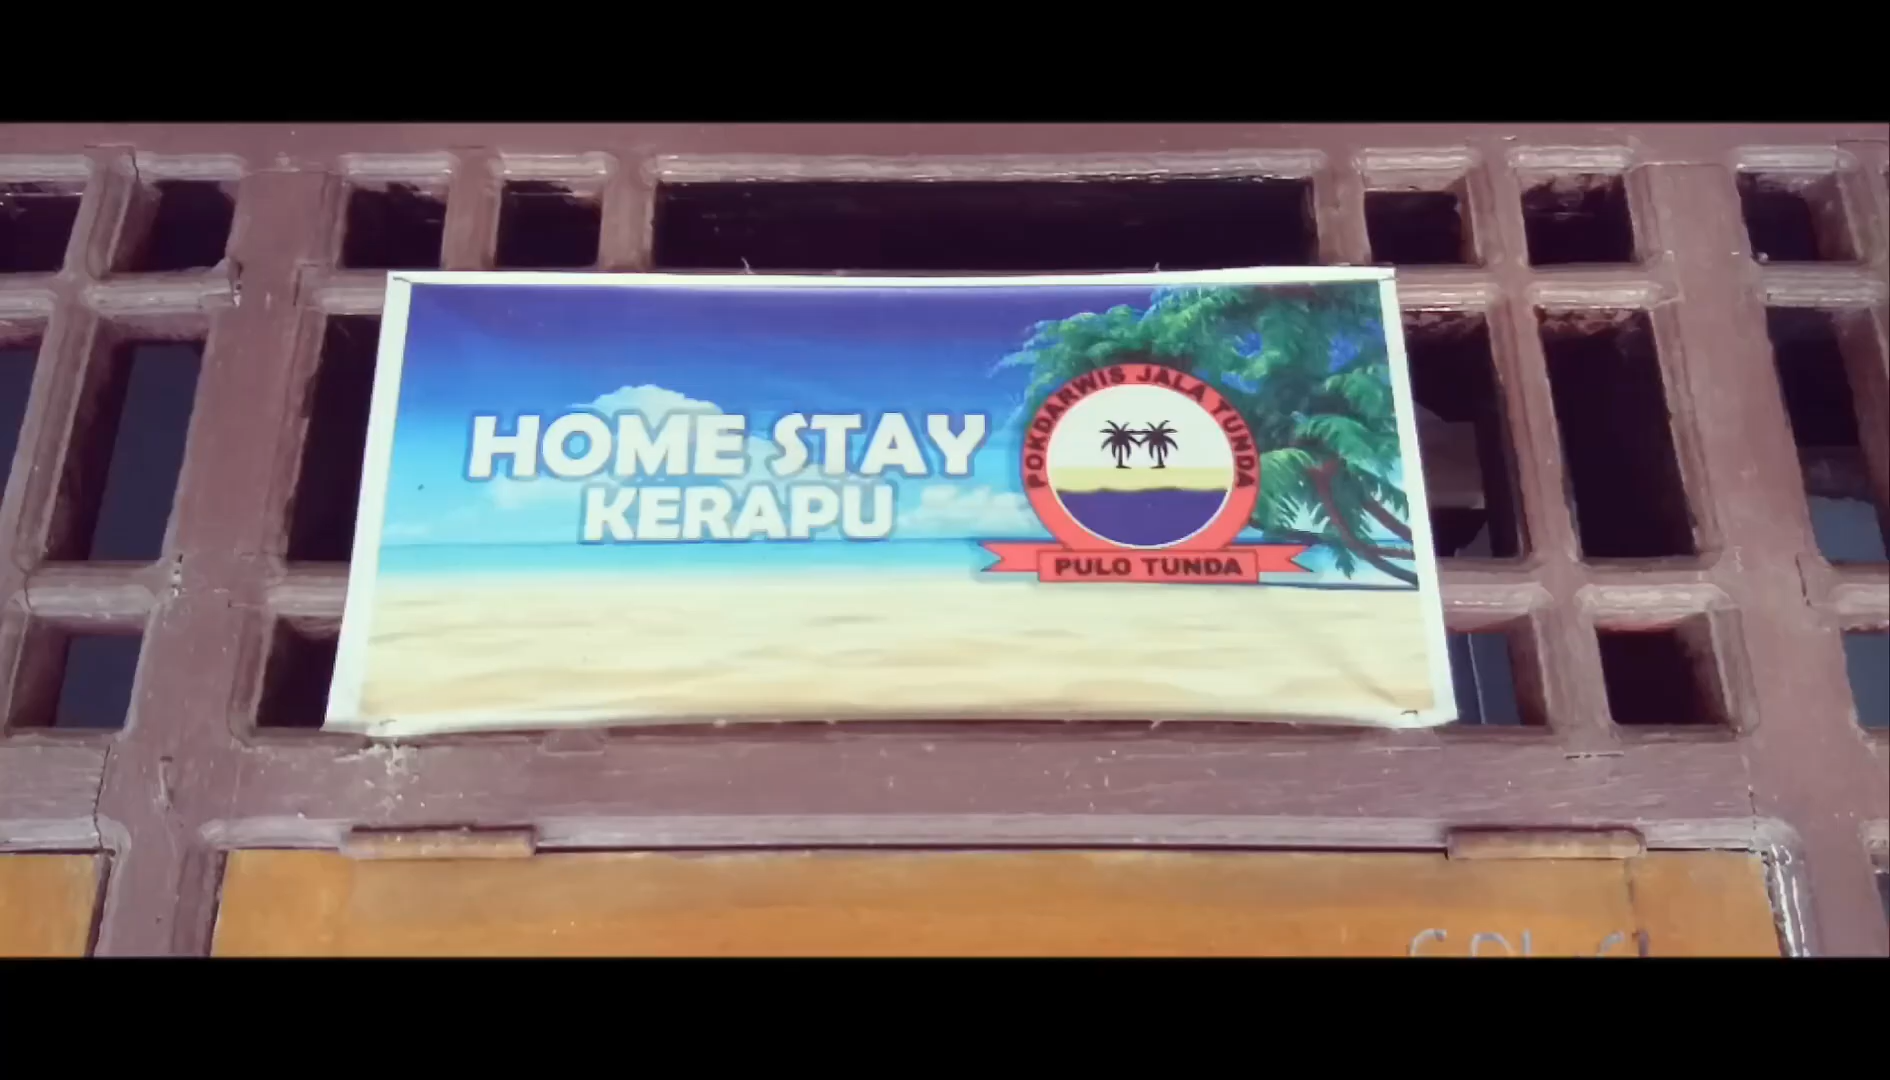 HOME STAY
KERAPU
POKDARWIS JALA TUNDA
PULO TUNDA